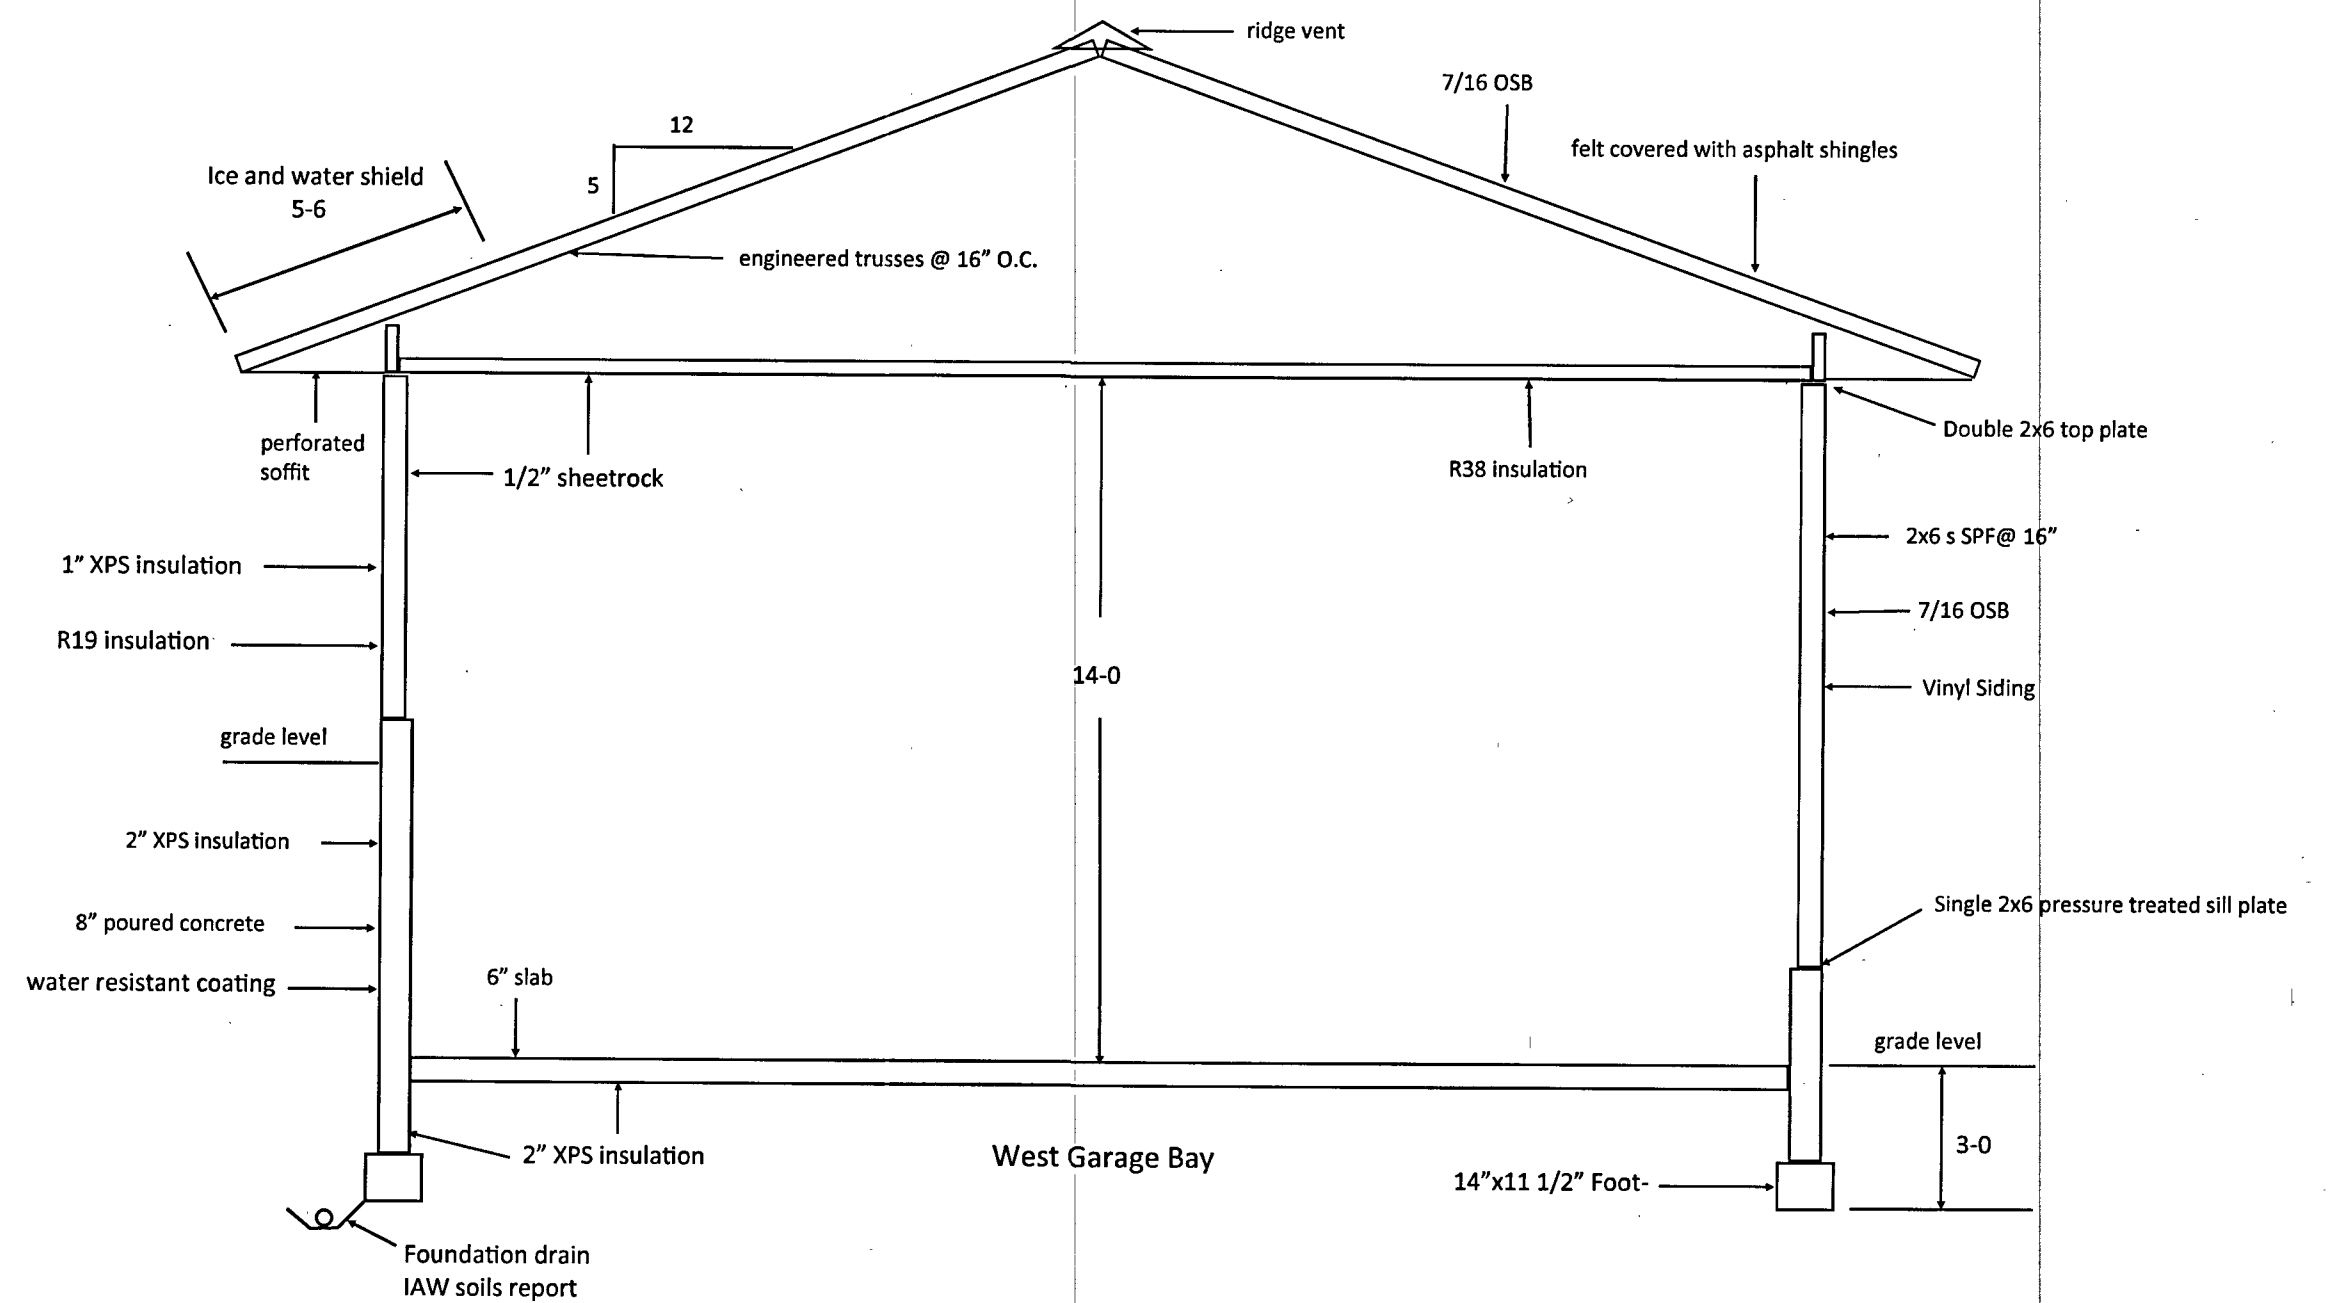 ridge vent
7/16 OSB
12
felt covered with asphalt shingles
Ice and water shield
5-6
5
engineered trusses @ 16” O.C.
perforated
soffit
1/2” sheetrock
R38 insulation
Double 2x6 top plate
1” XPS insulation
2x6 s SPF@ 16”
R19 insulation
7/16 OSB
14-0
Vinyl Siding
grade level
2” XPS insulation
8” poured concrete
Single 2x6 pressure treated sill plate
water resistant coating
6” slab
grade level
2” XPS insulation
West Garage Bay
3-0
14”x11 1/2” Foot-
Foundation drain
IAW soils report